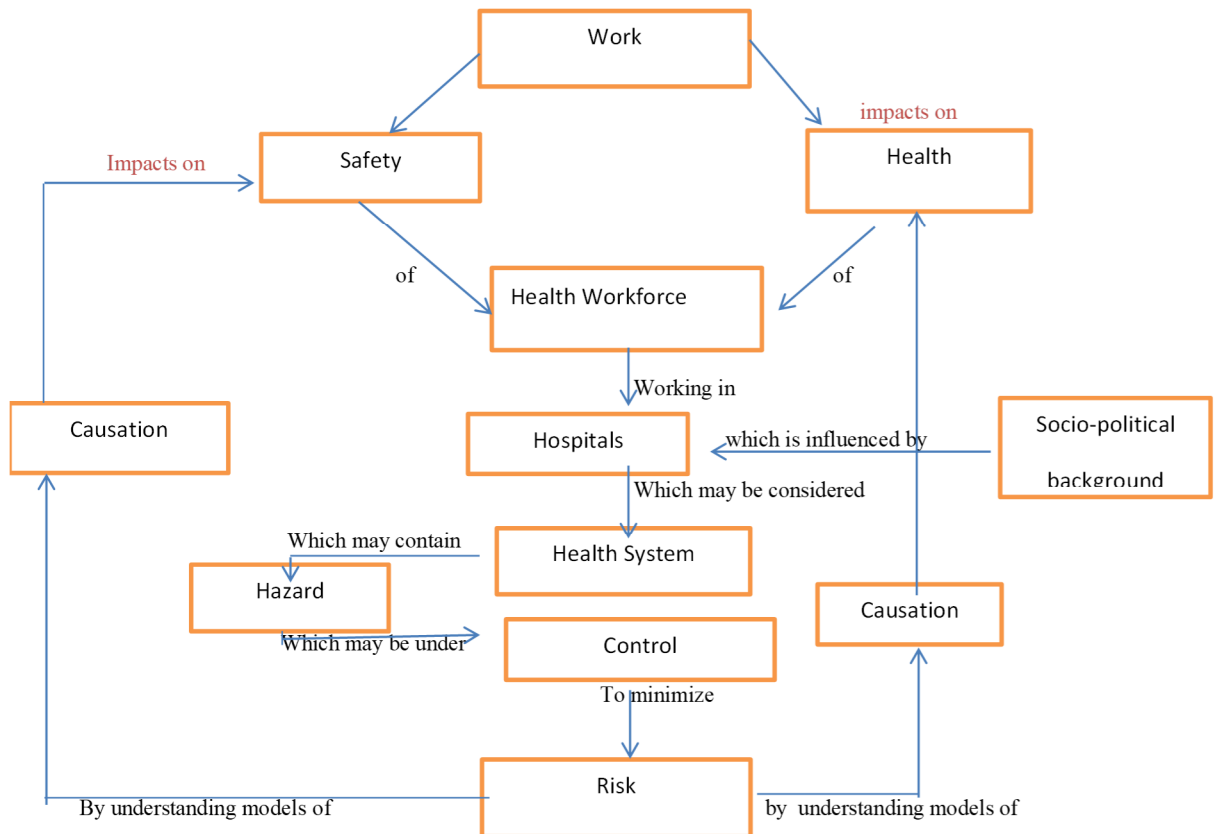 Work
impacts on
Impacts on
Safety
Health
of
of
Health Workforce
Working in
Causation
Hospitals
which is influenced by
Socio-political
background
Which may be considered
Which may contain
Health System
Hazard
Causation
Which may be under
Control
To minimize
Risk
By understanding models of
by understanding models of